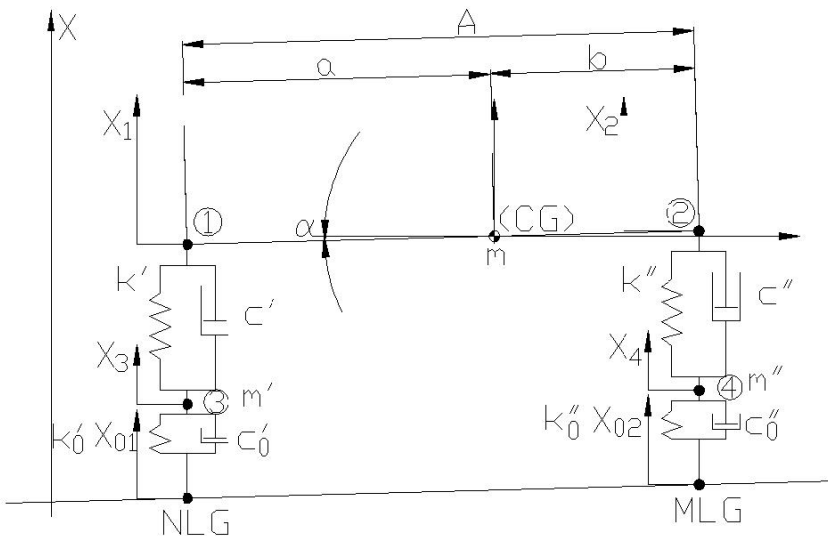 X
A
a b
X₁ X₂
① ②
α (CG)
m
k′ c′ k″ c″
X₃ X₄
③ m′ ④ m″
k₀′ X₀₁ c₀′ k₀″ X₀₂ c₀″
NLG MLG